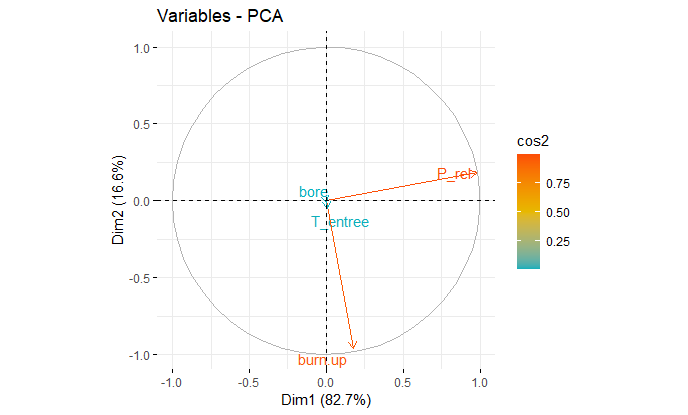 Variables - PCA
1.0
0.5
0.0
-0.5
-1.0
Dim2 (16.6%)
bore
P_rel
T_entree
burn.up
-1.0
-0.5
0.0
0.5
1.0
Dim1 (82.7%)
cos2
0.75
0.50
0.25